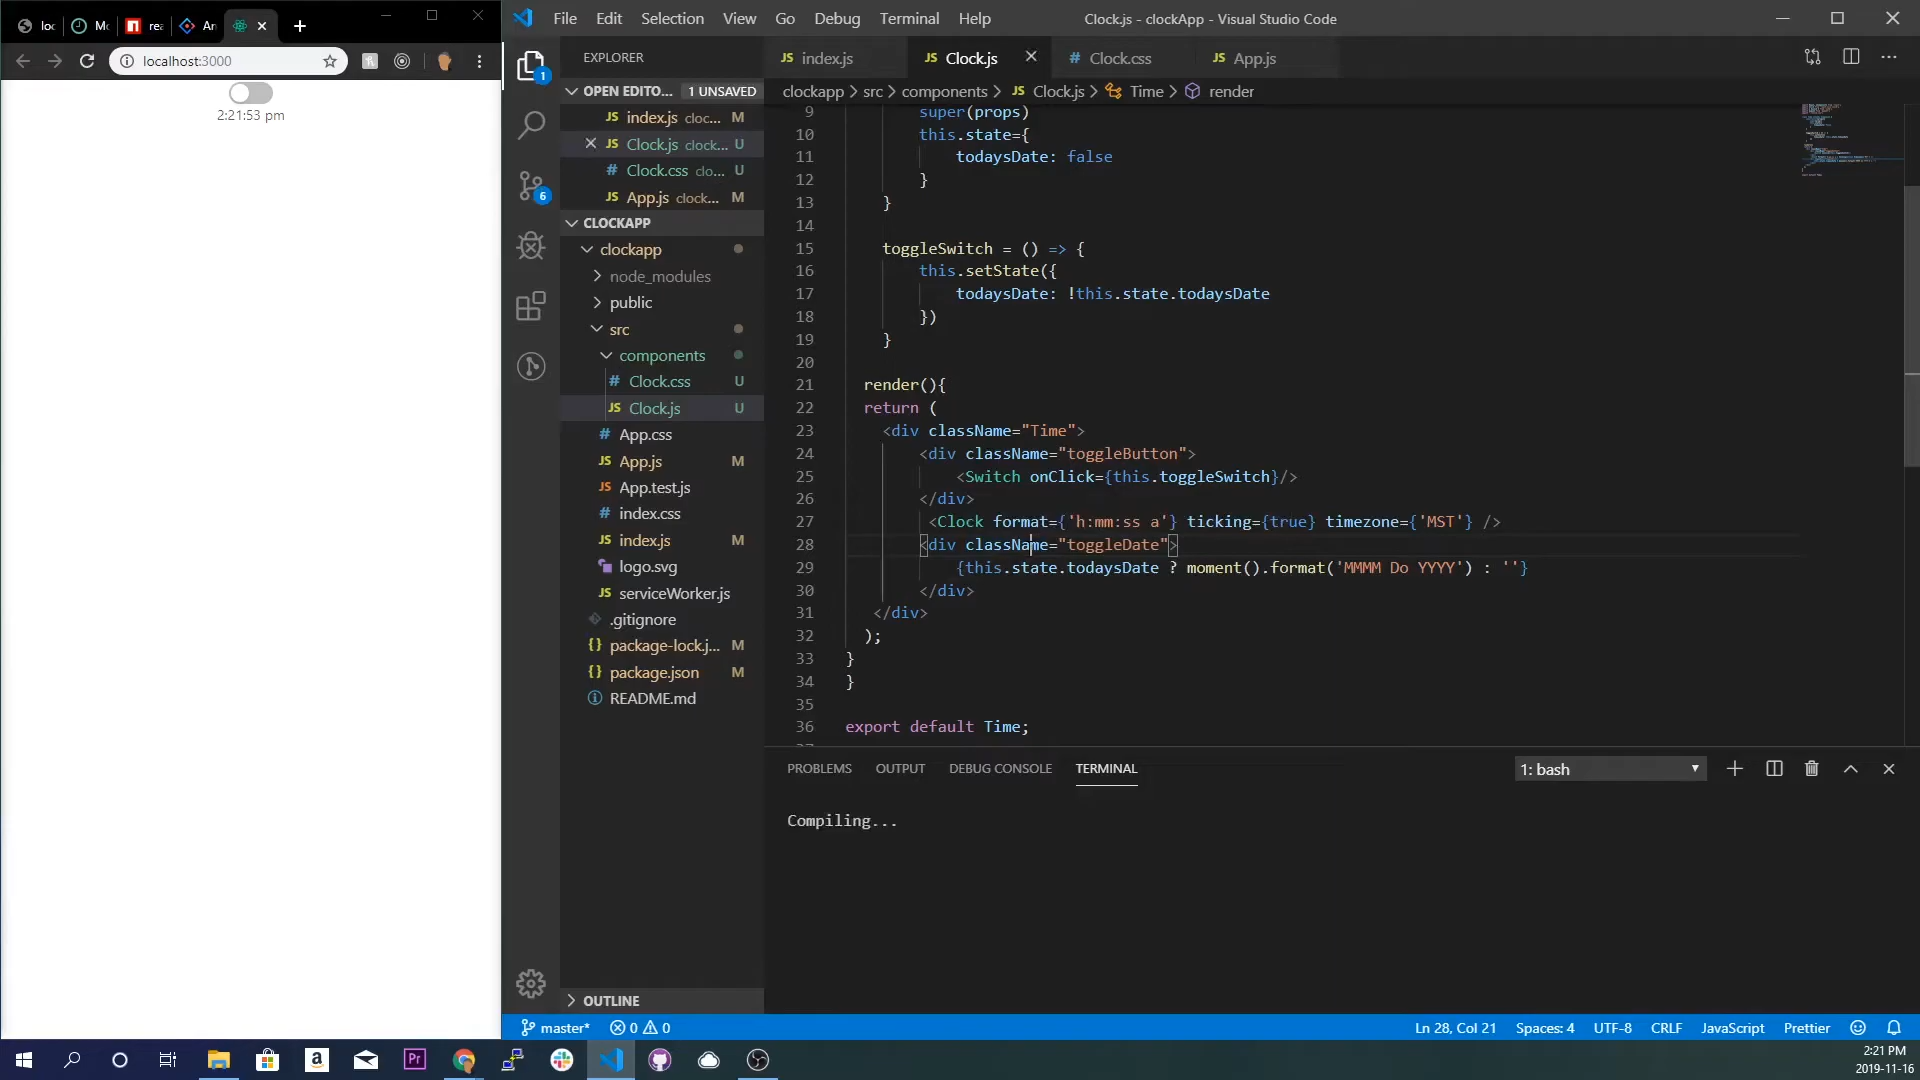 loc
Mo
rea
An
localhost:3000
2:21:53 pm
File Edit Selection View Go Debug Terminal Help
Clock.js - clockApp - Visual Studio Code
EXPLORER
OPEN EDITO... 1 UNSAVED
JS index.js cloc... M
JS Clock.js clock... U
# Clock.css clo... U
JS App.js clock... M
CLOCKAPP
clockapp
node_modules
public
src
components
# Clock.css U
JS Clock.js U
# App.css
JS App.js M
JS App.test.js
# index.css
JS index.js M
logo.svg
JS serviceWorker.js
.gitignore
{} package-lock.j... M
{} package.json M
README.md
OUTLINE
1
6
JS index.js
JS Clock.js
# Clock.css
JS App.js
clockapp > src > components > JS Clock.js > Time > render
9 super(props)
10 this.state={
11 todaysDate: false
12 }
13 }
14
15 toggleSwitch = () => {
16 this.setState({
17 todaysDate: !this.state.todaysDate
18 })
19 }
20
21 render(){
22 return (
23 <div className="Time">
24 <div className="toggleButton">
25 <Switch onClick={this.toggleSwitch}/>
26 </div>
27 <Clock format={'h:mm:ss a'} ticking={true} timezone={'MST'} />
28 <div className="toggleDate">
29 {this.state.todaysDate ? moment().format('MMMM Do YYYY') : ''}
30 </div>
31 </div>
32 );
33 }
34 }
35
36 export default Time;
PROBLEMS OUTPUT DEBUG CONSOLE TERMINAL
1: bash
Compiling...
master* 0 0
Ln 28, Col 21 Spaces: 4 UTF-8 CRLF JavaScript Prettier
a
Pr
2:21 PM
2019-11-16